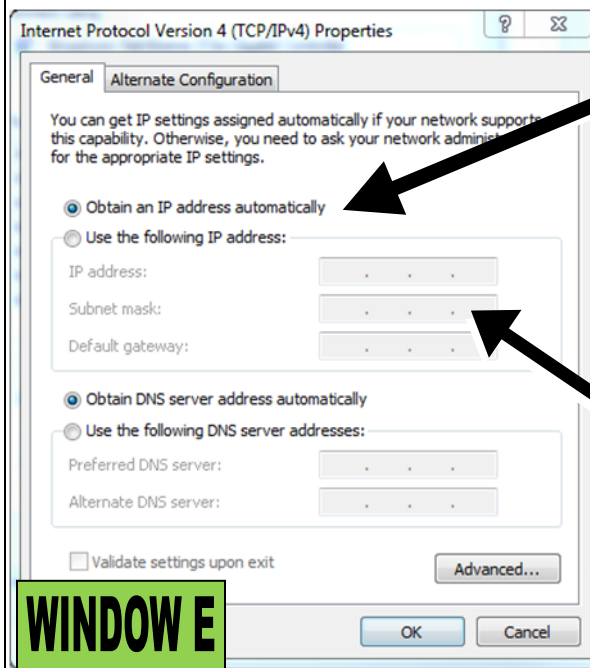 Internet Protocol Version 4 (TCP/IPv4) Properties
General
Alternate Configuration
You can get IP settings assigned automatically if your network supports
this capability. Otherwise, you need to ask your network
for the appropriate IP settings.
Obtain an IP address automatically
Use the following IP address:
IP address:
Subnet mask:
Default gateway:
Obtain DNS server address automatically
Use the following DNS server addresses:
Preferred DNS server:
Alternate DNS server:
Validate settings upon exit
Advanced...
WINDOW E
OK
Cancel